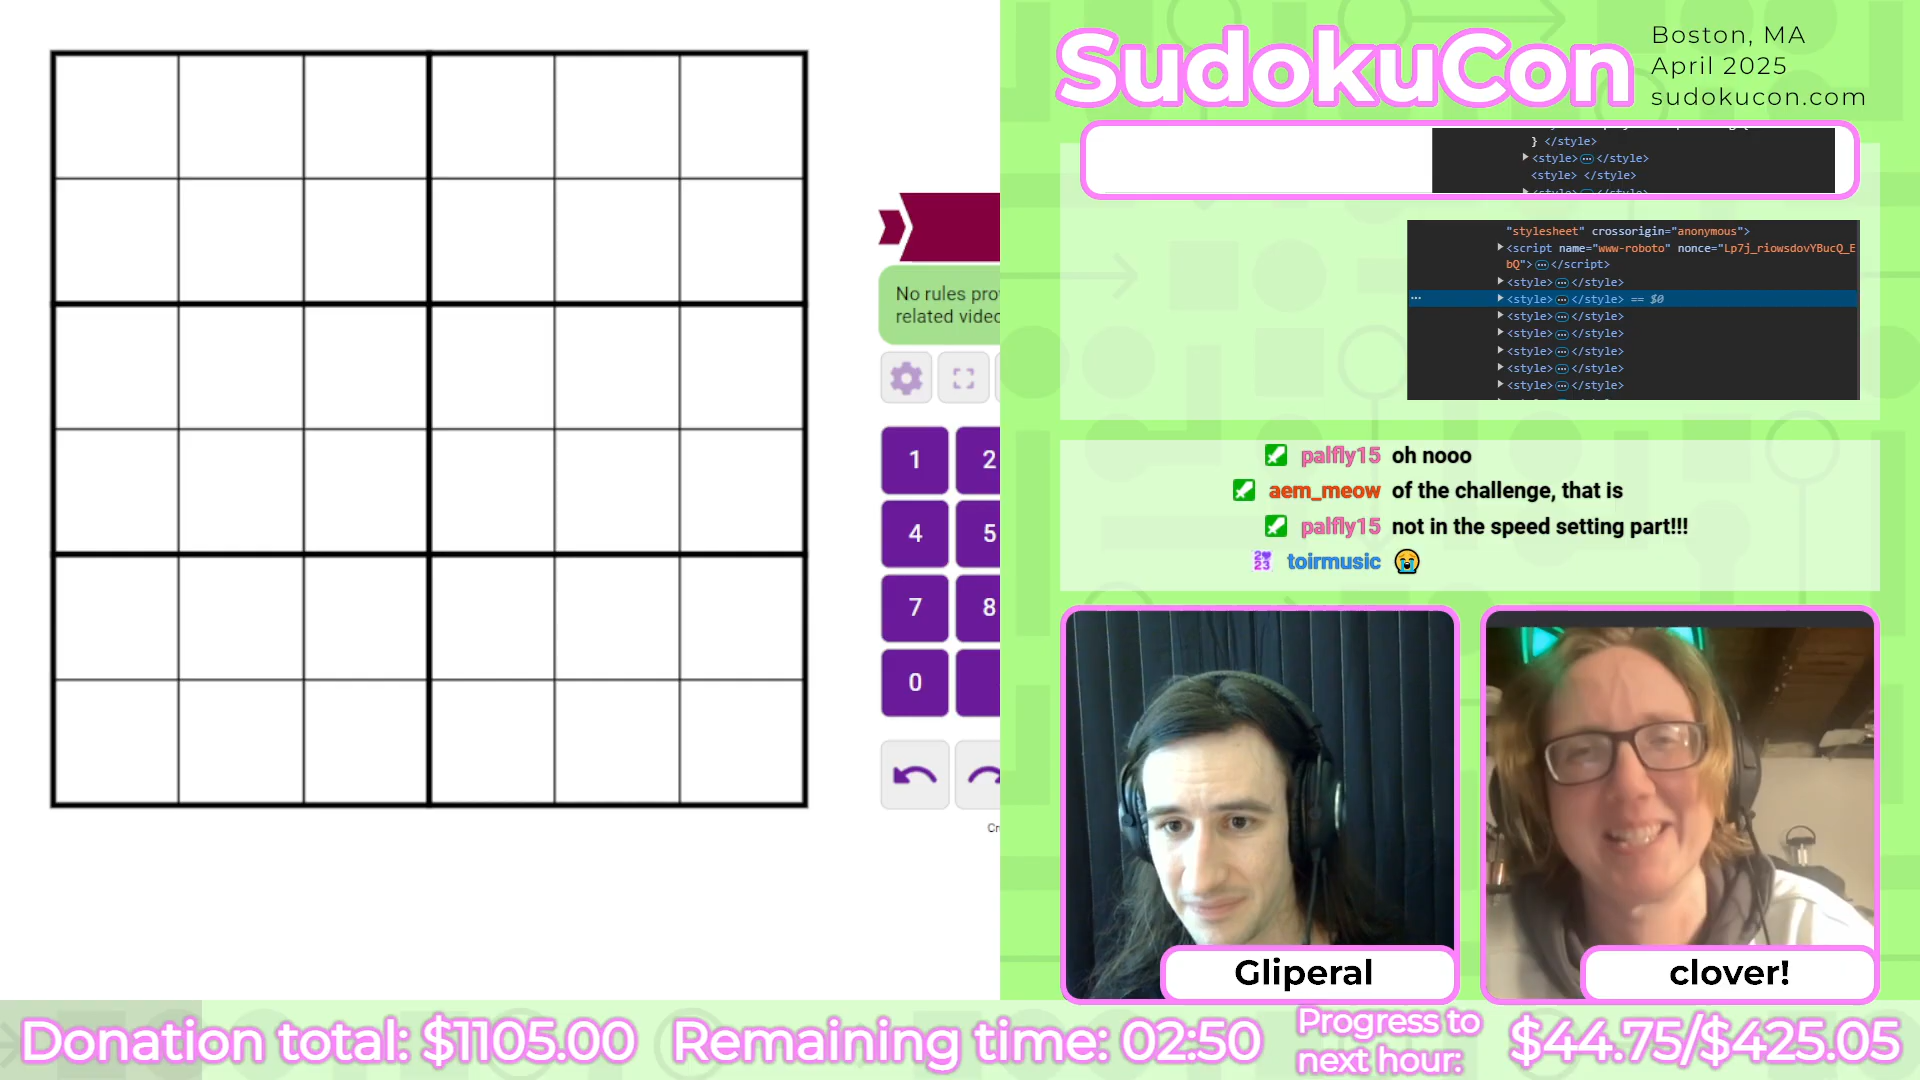 SudokuCon
Boston, MA
April 2025
sudokucon.com
} </style>
<style> ... </style>
<style> </style>
"stylesheet" crossorigin="anonymous">
<script name="www-roboto" nonce="Lp7j_riowsdovYBucQ_E
bQ"> ... </script>
<style> ... </style>
... <style> ... </style> == $0
<style> ... </style>
<style> ... </style>
<style> ... </style>
<style> ... </style>
<style> ... </style>
No rules
related
1 2
4 5
7 8
0
palfly15 oh nooo
aem_meow of the challenge, that is
palfly15 not in the speed setting part!!!
toirmusic 😭
Gliperal
clover!
Donation total: $1105.00 Remaining time: 02:50
Progress to
next hour:
$44.75/$425.05